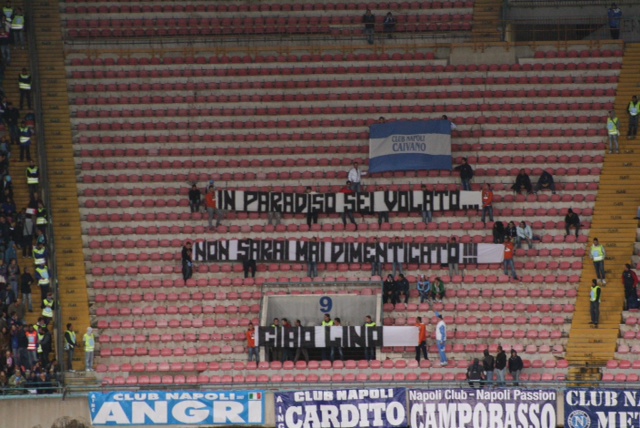 CLUB NAPOLI
CAIVANO
IN PARADISO SEI VOLATO...
NON SARAI MAI DIMENTICATO!!!
9
CIAO LINO
CLUB NAPOLI
ANGRI
CLUB NAPOLI
CARDITO
Napoli Club - Napoli Passion
CAMPOBASSO
CLUB NA
N